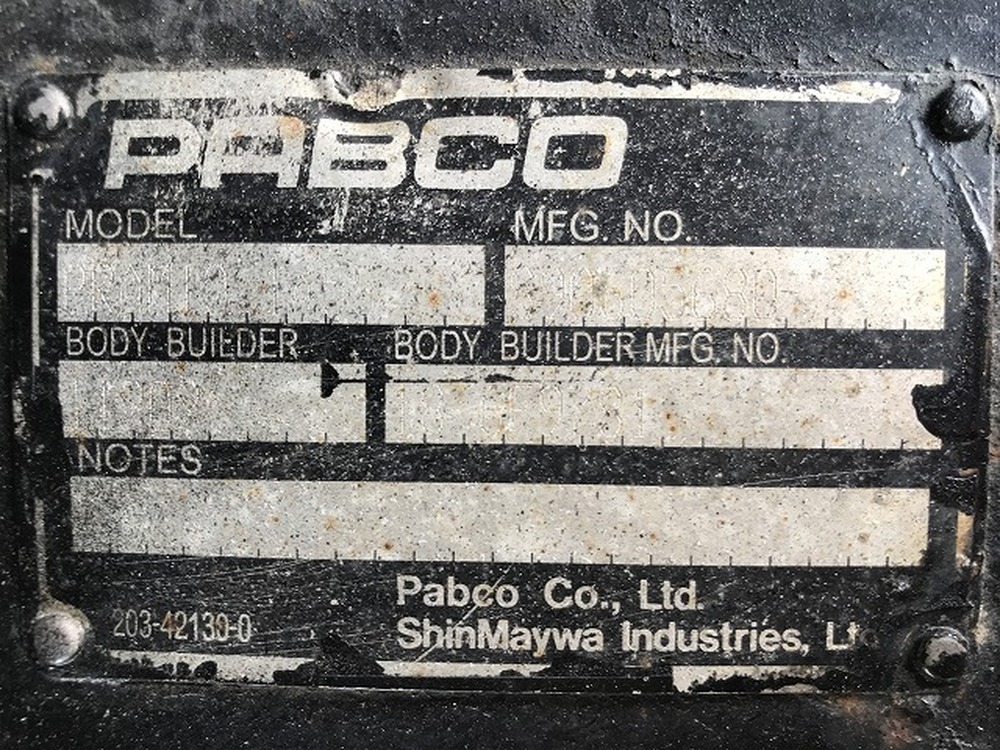 PABCO
MODEL MFG. NO.
BODY BUILDER BODY BUILDER MFG. NO.
NOTES
Pabco Co., Ltd.
203-42130-0 ShinMaywa Industries,